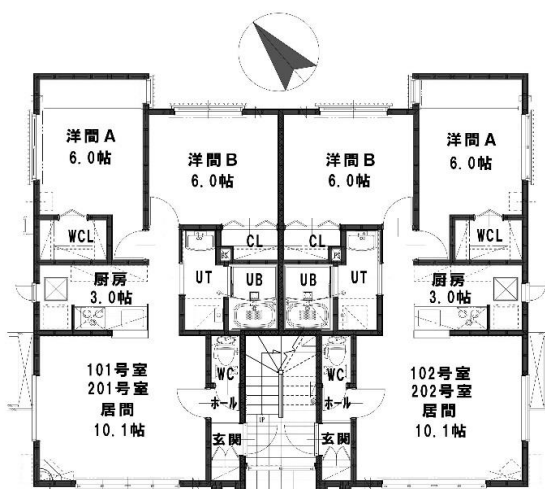 洋間A
6.0帖
洋間B
6.0帖
洋間B
6.0帖
洋間A
6.0帖
WCL
CL
CL
WCL
厨房
3.0帖
UT
UB
UB
UT
厨房
3.0帖
101号室
201号室
居間
10.1帖
WC
ホール
玄関
UP
WC
ホール
玄関
102号室
202号室
居間
10.1帖